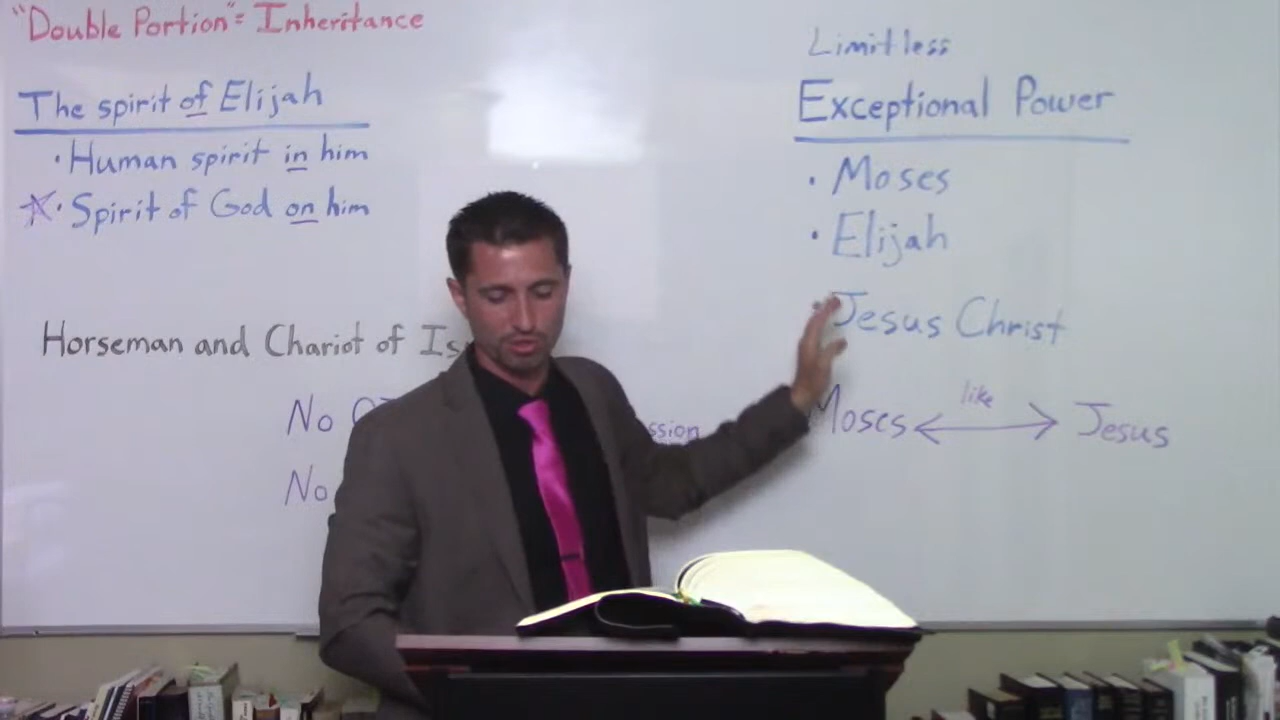 "Double Portion" = Inheritance
The spirit of Elijah
· Human spirit in him
☆· Spirit of God on him
Horseman and Chariot of
No
No
Limitless
Exceptional Power
· Moses
· Elijah
· Jesus Christ
like
Moses ⟷ Jesus